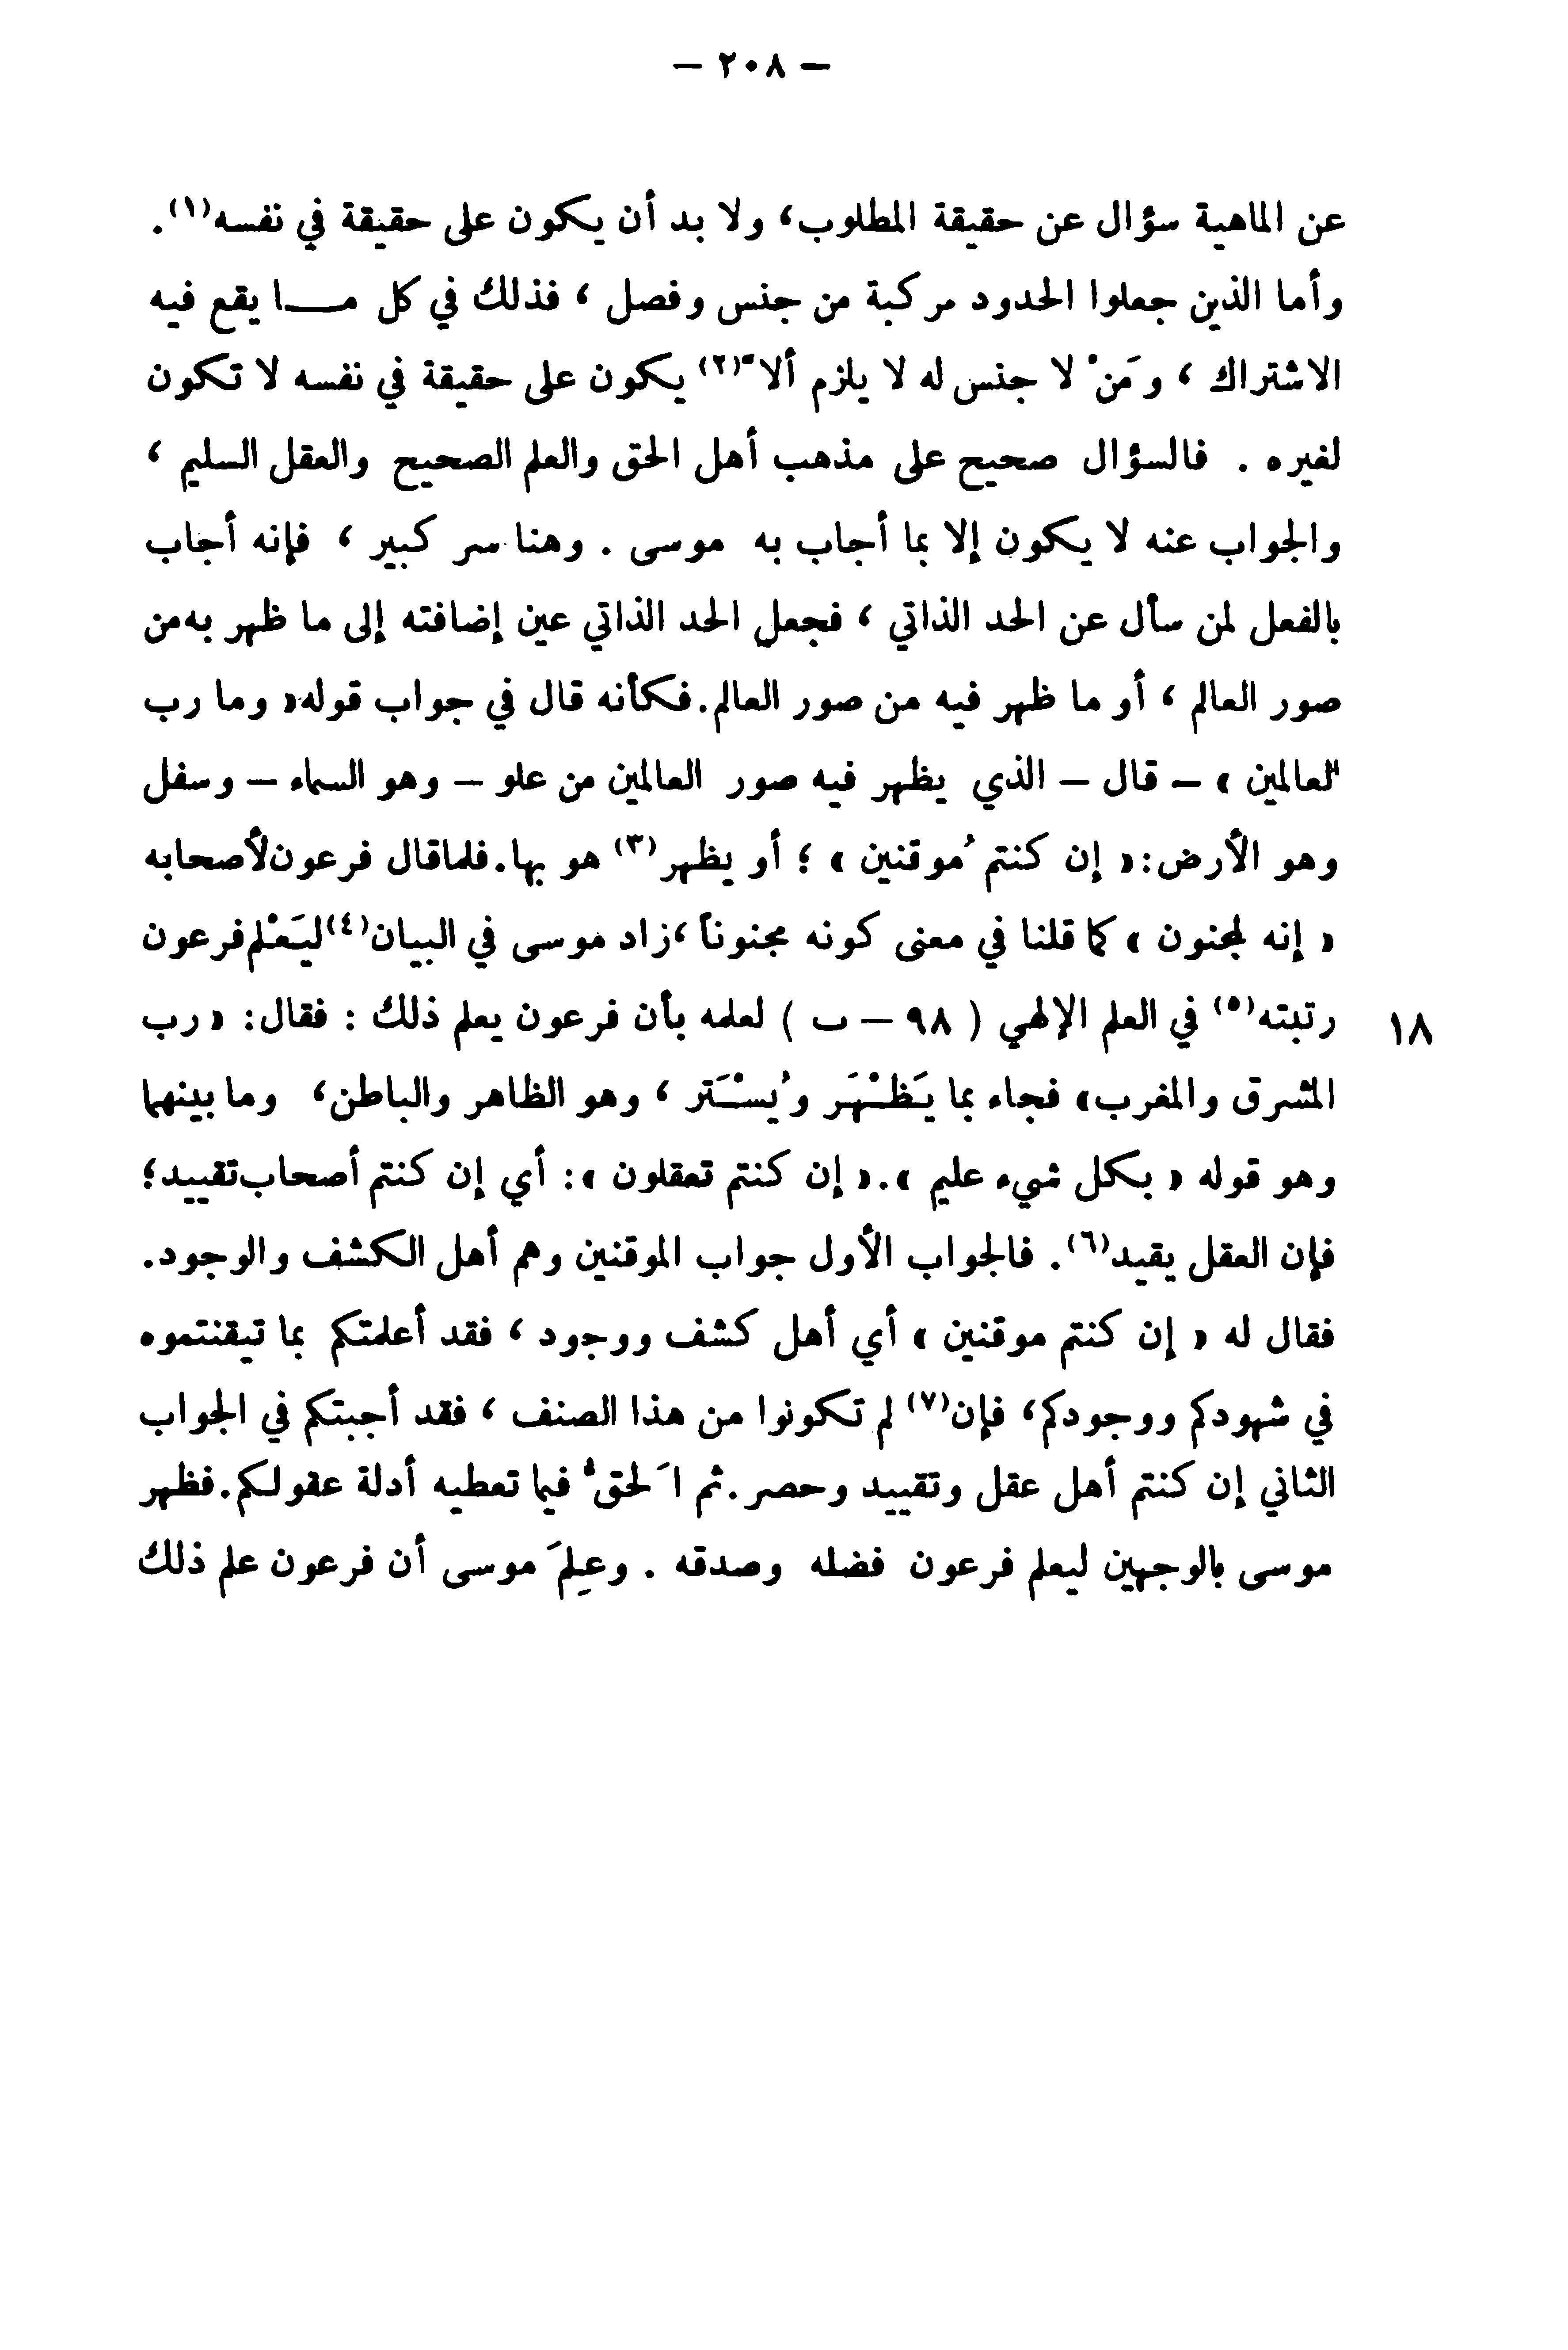 — ٢٠٨ —
عن الماهية سؤال عن حقيقة المطلوب، ولا بد أن يكون على حقيقة في نفسه(١).
وأما الذين جعلوا الحدود مركبة من جنس وفصل ، فذلك في كل مـــا يقع فيه
الاشتراك ، ومَنْ لا جنس له لا يلزم ألاَّ(٢) يكون على حقيقة في نفسه لا تكون
لغيره . فالسؤال صحيح على مذهب أهل الحق والعلم الصحيح والعقل السليم ،
والجواب عنه لا يكون إلا بما أجاب به موسى . وهنا سر كبير ، فإنه أجاب
بالفعل لمن سأل عن الحد الذاتي ، فجعل الحد الذاتي عين إضافته إلى ما ظهر به من
صور العالم ، أو ما ظهر فيه من صور العالم. فكأنه قال في جواب قوله « وما رب
العالمين » – قال – الذي يظهر فيه صور العالمين من علو – وهو السماء – وسفل
وهو الأرض: « إن كنتم مُوقنين » ؛ أو يظهر(٣) هو بها. فلما قال فرعون لأصحابه
« إنه لمجنون » كما قلنا في معنى كونه مجنوناً ، زاد موسى في البيان(٤) ليَعْلم فرعون
رتبته(٥) في العلم الإلهي ( ٩٨ – ب ) لعلمه بأن فرعون يعلم ذلك : فقال: « رب
١٨
المشرق والمغرب » فجاء بما يَظْهَر ويُسْتَر ، وهو الظاهر والباطن، وما بينهما
وهو قوله « بكل شيء عليم ». « إن كنتم تعقلون »: أي إن كنتم أصحاب تقييد؛
فإن العقل يقيد(٦). فالجواب الأول جواب الموقنين وهم أهل الكشف والوجود.
فقال له « إن كنتم موقنين » أي أهل كشف ووجود ، فقد أعلمتكم بما تيقنتموه
في شهودكم ووجودكم، فإن(٧) لم تكونوا من هذا الصنف ، فقد أجبتكم في الجواب
الثاني إن كنتم أهل عقل وتقييد وحصر. ثم الحق فيما تعطيه أدلة عقولكم. فظهر
موسى بالوجهين ليعلم فرعون فضله وصدقه . وعلِمَ موسى أن فرعون علم ذلك